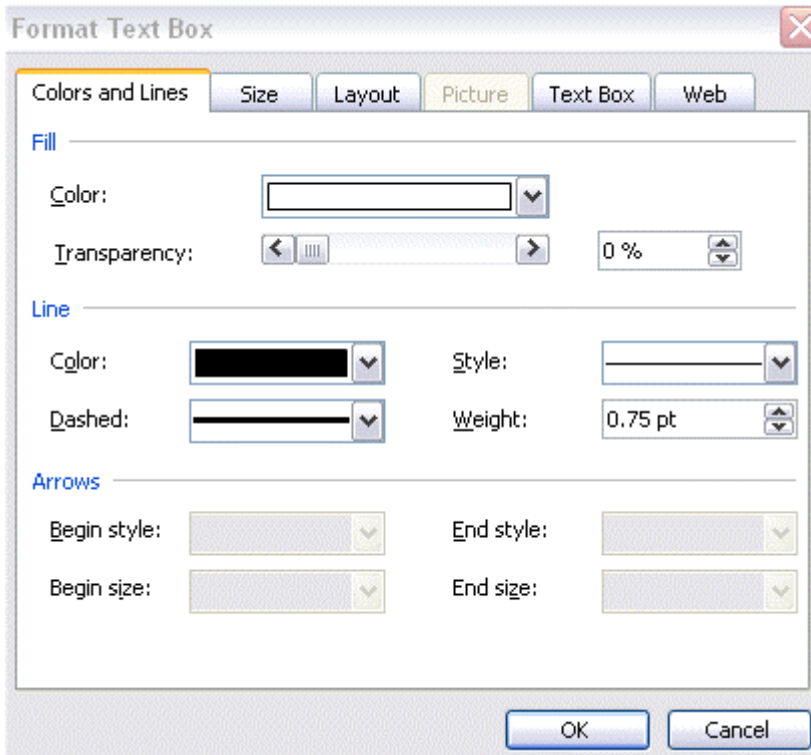 Format Text Box
Colors and Lines Size Layout Picture Text Box Web
Fill
Color:
Transparency: 0 %
Line
Color: Style:
Dashed: Weight: 0.75 pt
Arrows
Begin style: End style:
Begin size: End size:
OK Cancel